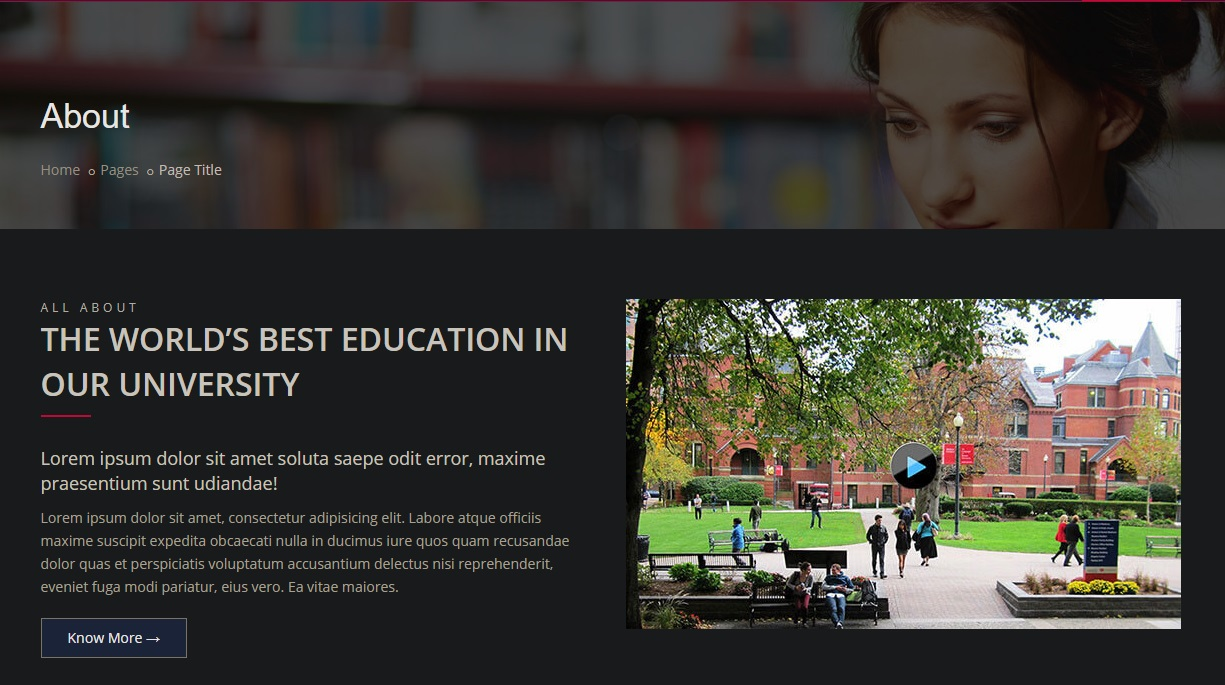 About
Home Pages Page Title
ALL ABOUT
THE WORLD’S BEST EDUCATION IN
OUR UNIVERSITY
Lorem ipsum dolor sit amet soluta saepe odit error, maxime
praesentium sunt udiandae!
Lorem ipsum dolor sit amet, consectetur adipisicing elit. Labore atque officiis
maxime suscipit expedita obcaecati nulla in ducimus iure quos quam recusandae
dolor quas et perspiciatis voluptatum accusantium delectus nisi reprehenderit,
eveniet fuga modi pariatur, eius vero. Ea vitae maiores.
Know More →